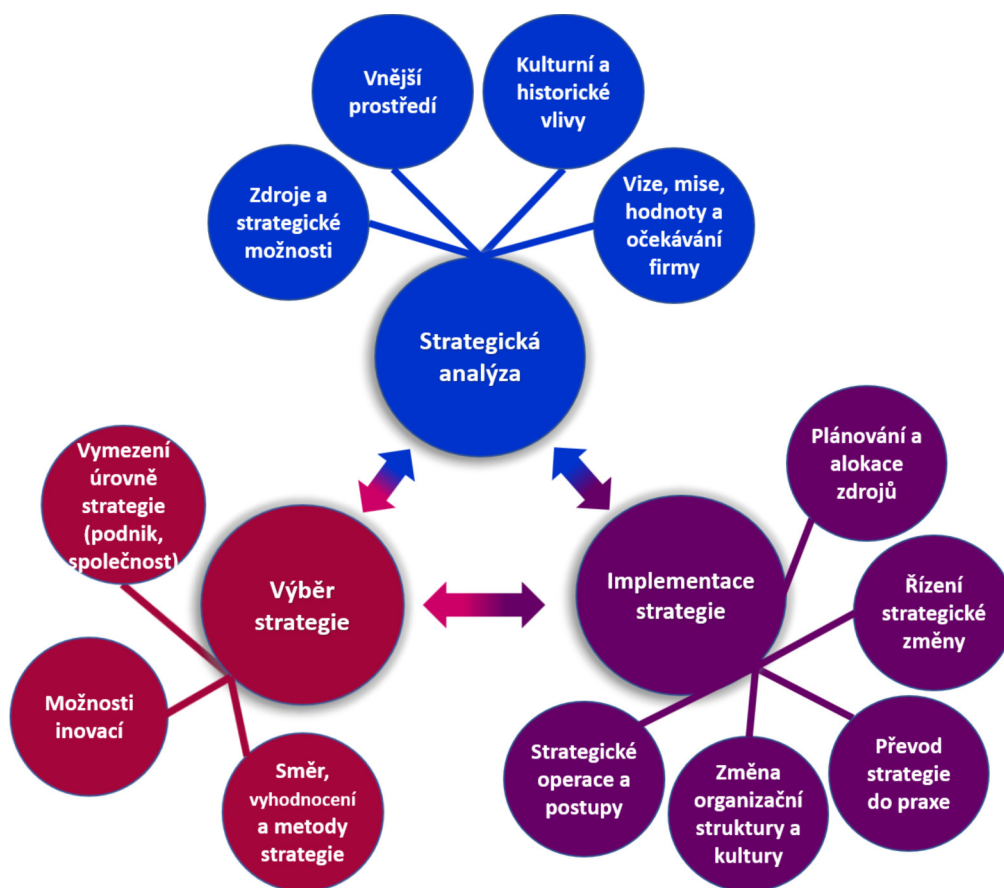 Vnější
prostředí
Kulturní a
historické
vlivy
Zdroje a
strategické
možnosti
Vize, mise,
hodnoty a
očekávání
firmy
Strategická
analýza
Vymezení
úrovně
strategie
(podnik,
společnost)
Výběr
strategie
Možnosti
inovací
Směr,
vyhodnocení
a metody
strategie
Implementace
strategie
Plánování a
alokace
zdrojů
Řízení
strategické
změny
Převod
strategie
do praxe
Změna
organizační
struktury a
kultury
Strategické
operace a
postupy